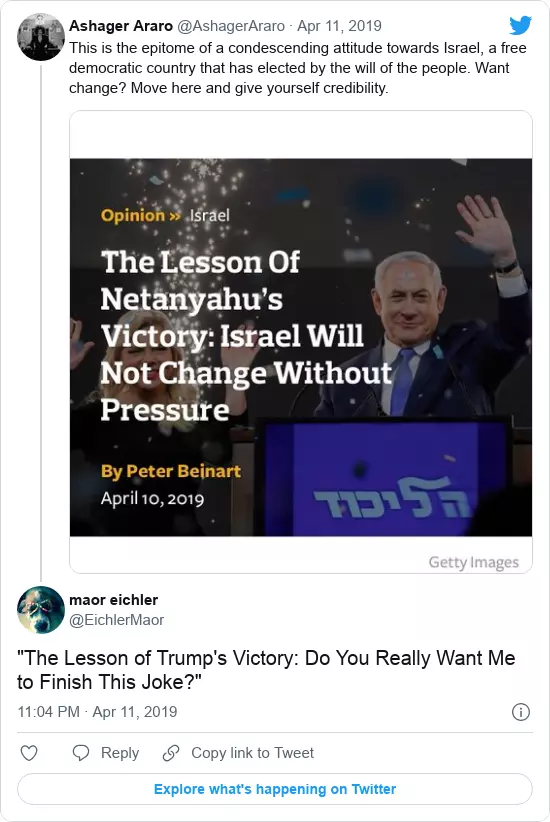 Ashager Araro @AshagerAraro · Apr 11, 2019
This is the epitome of a condescending attitude towards Israel, a free
democratic country that has elected by the will of the people. Want
change? Move here and give yourself credibility.
Opinion » Israel
The Lesson Of
Netanyahu's
Victory: Israel Will
Not Change Without
Pressure
By Peter Beinart
April 10, 2019
הליכוד
Getty Images
maor eichler
@EichlerMaor
"The Lesson of Trump's Victory: Do You Really Want Me
to Finish This Joke?"
11:04 PM · Apr 11, 2019
Reply
Copy link to Tweet
Explore what's happening on Twitter